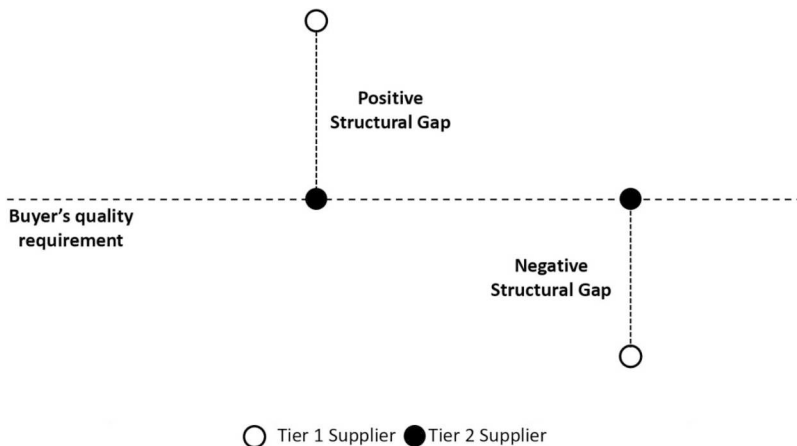 Positive
Structural Gap
Buyer's quality
requirement
Negative
Structural Gap
Tier 1 Supplier Tier 2 Supplier